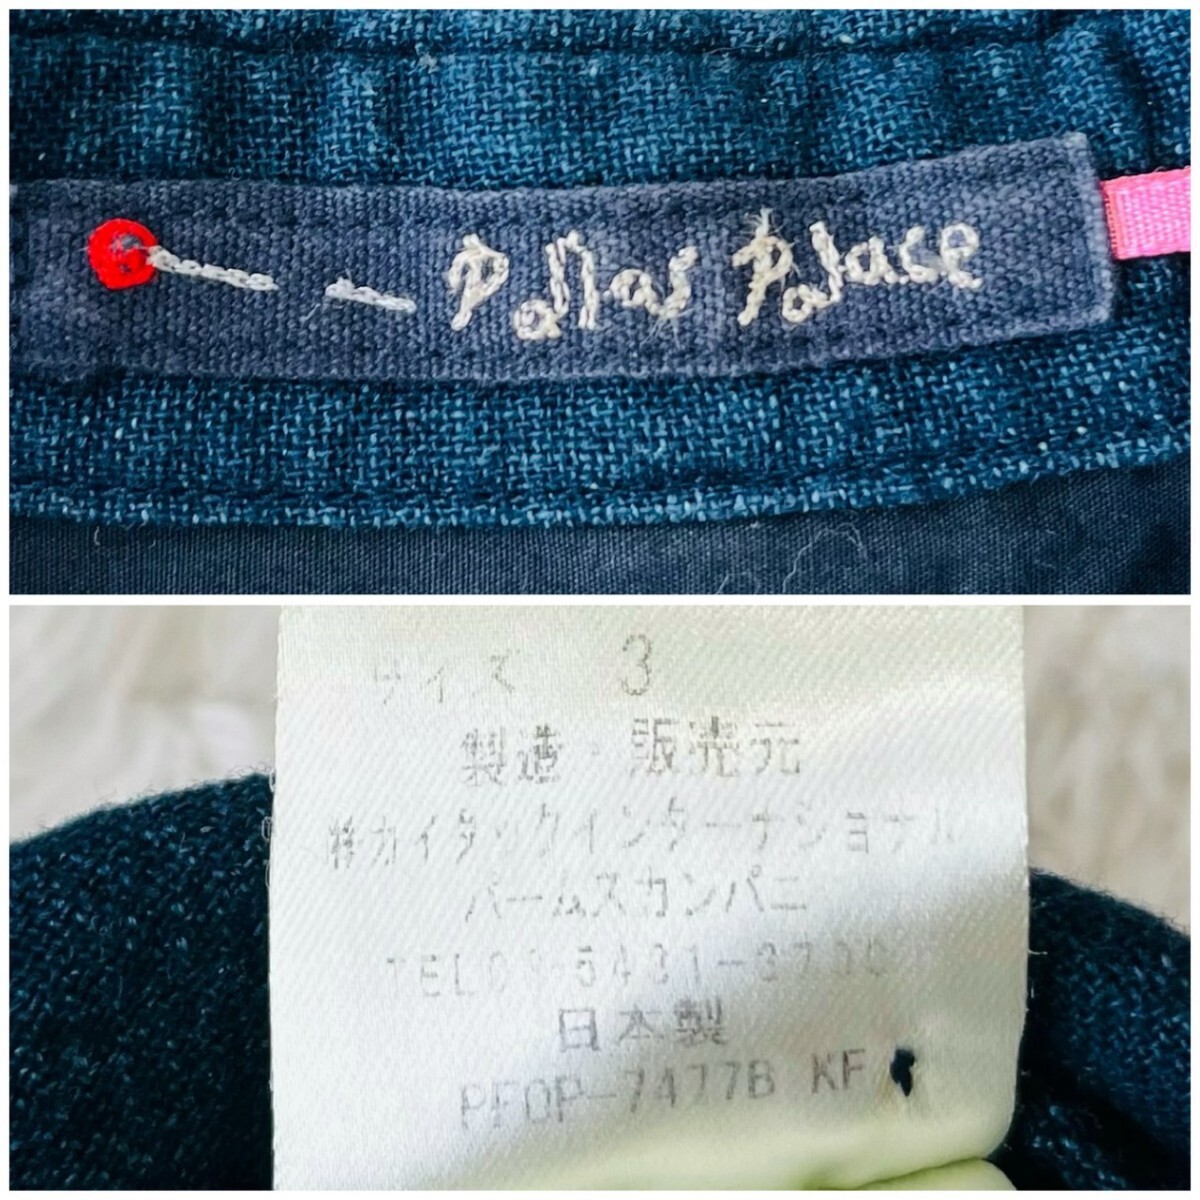 Pallas Palace
サイズ 3
製造・販売元
㈱カイタックインターナショナル
パームスカンパニ
日本製
PFOP-7477B KF